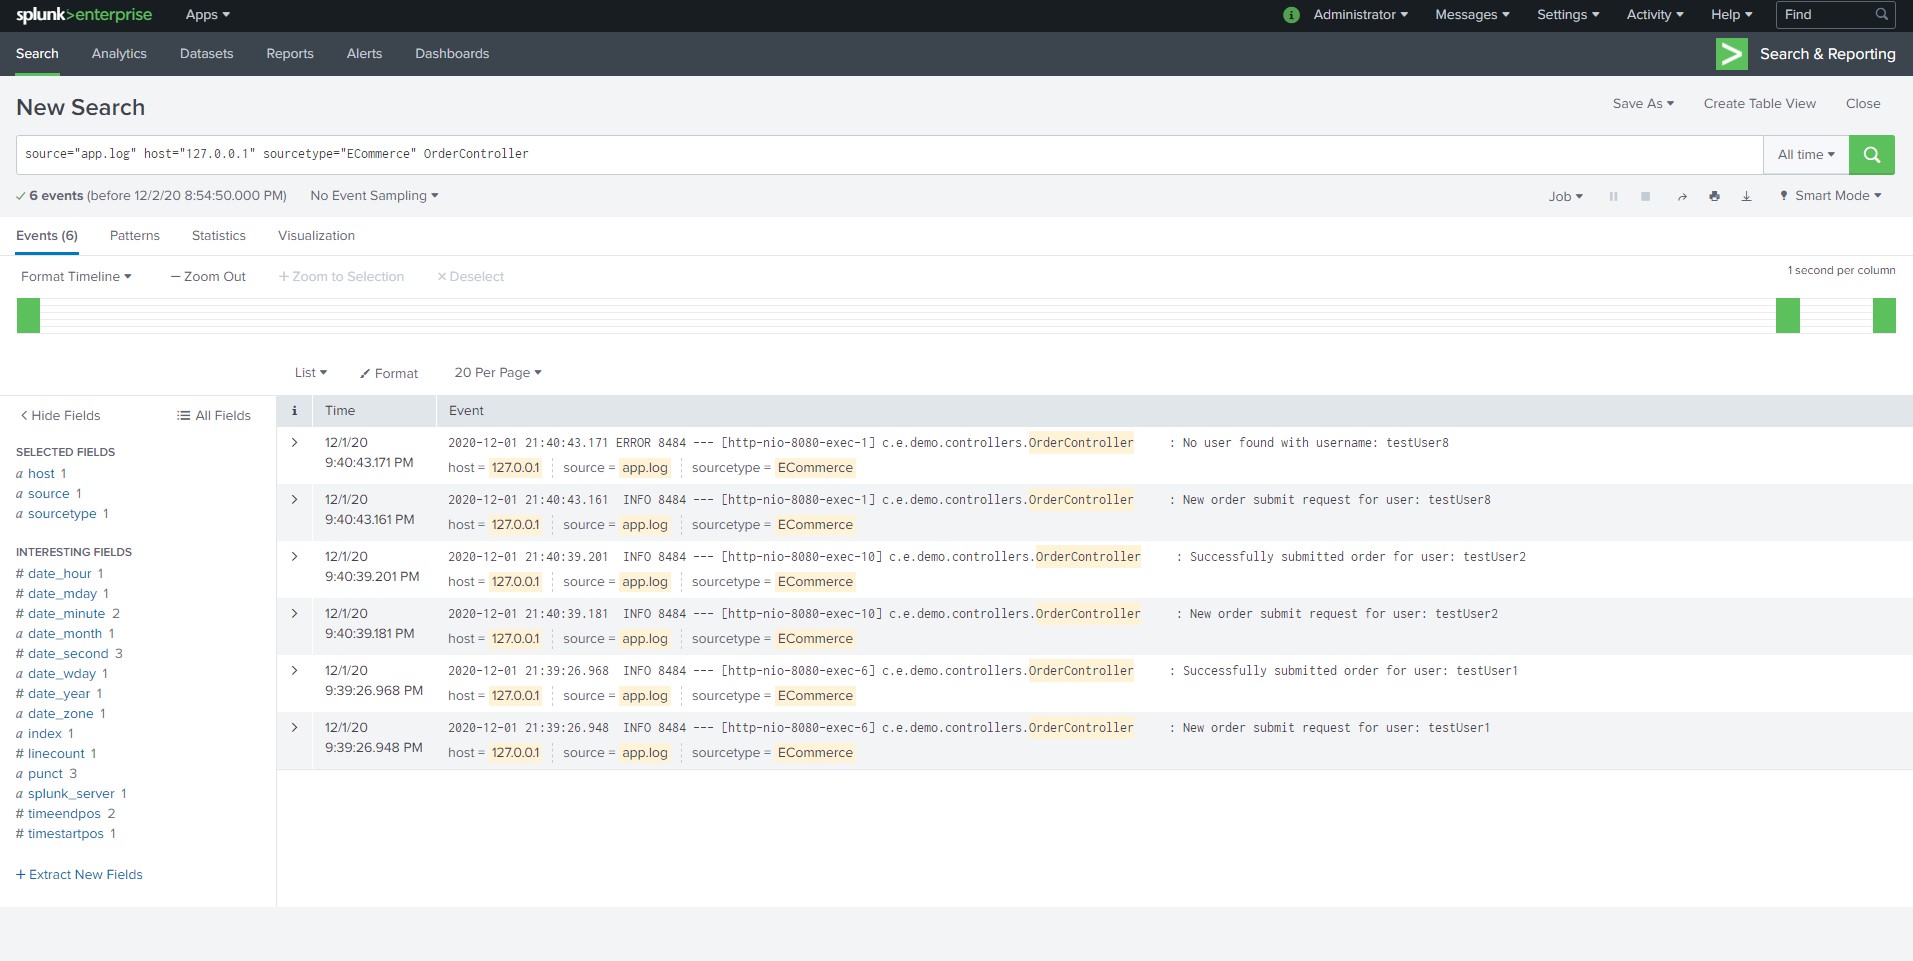 splunk>enterprise Apps Administrator Messages Settings Activity Help Find
Search Analytics Datasets Reports Alerts Dashboards Search & Reporting
New Search Save As Create Table View Close
source="app.log" host="127.0.0.1" sourcetype="ECommerce" OrderController All time
6 events (before 12/2/20 8:54:50.000 PM) No Event Sampling Job Smart Mode
Events (6) Patterns Statistics Visualization
Format Timeline — Zoom Out + Zoom to Selection × Deselect 1 second per column
List Format 20 Per Page
< Hide Fields All Fields
SELECTED FIELDS
a host 1
a source 1
a sourcetype 1
INTERESTING FIELDS
# date_hour 1
# date_mday 1
# date_minute 2
a date_month 1
# date_second 3
a date_wday 1
# date_year 1
a date_zone 1
a index 1
# linecount 1
a punct 3
a splunk_server 1
# timeendpos 2
# timestartpos 1
+ Extract New Fields
i Time Event
> 12/1/20 2020-12-01 21:40:43.171 ERROR 8484 --- [http-nio-8080-exec-1] c.e.demo.controllers.OrderController : No user found with username: testUser8
9:40:43.171 PM host = 127.0.0.1 source = app.log sourcetype = ECommerce
> 12/1/20 2020-12-01 21:40:43.161 INFO 8484 --- [http-nio-8080-exec-1] c.e.demo.controllers.OrderController : New order submit request for user: testUser8
9:40:43.161 PM host = 127.0.0.1 source = app.log sourcetype = ECommerce
> 12/1/20 2020-12-01 21:40:39.201 INFO 8484 --- [http-nio-8080-exec-10] c.e.demo.controllers.OrderController : Successfully submitted order for user: testUser2
9:40:39.201 PM host = 127.0.0.1 source = app.log sourcetype = ECommerce
> 12/1/20 2020-12-01 21:40:39.181 INFO 8484 --- [http-nio-8080-exec-10] c.e.demo.controllers.OrderController : New order submit request for user: testUser2
9:40:39.181 PM host = 127.0.0.1 source = app.log sourcetype = ECommerce
> 12/1/20 2020-12-01 21:39:26.968 INFO 8484 --- [http-nio-8080-exec-6] c.e.demo.controllers.OrderController : Successfully submitted order for user: testUser1
9:39:26.968 PM host = 127.0.0.1 source = app.log sourcetype = ECommerce
> 12/1/20 2020-12-01 21:39:26.948 INFO 8484 --- [http-nio-8080-exec-6] c.e.demo.controllers.OrderController : New order submit request for user: testUser1
9:39:26.948 PM host = 127.0.0.1 source = app.log sourcetype = ECommerce